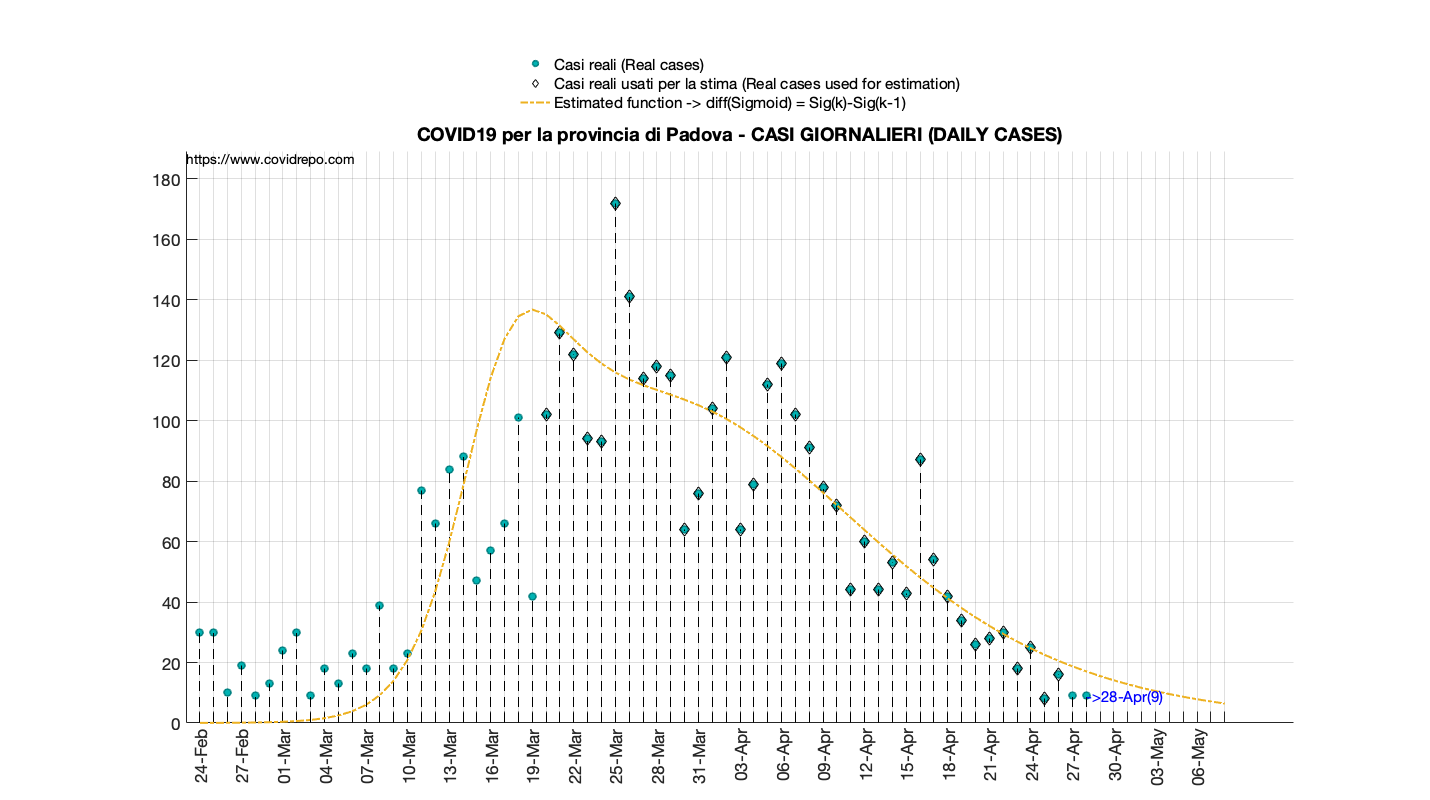 Casi reali (Real cases)
Casi reali usati per la stima (Real cases used for estimation)
Estimated function -> diff(Sigmoid) = Sig(k)-Sig(k-1)
COVID19 per la provincia di Padova - CASI GIORNALIERI (DAILY CASES)
https://www.covidrepo.com
180
160
140
120
100
80
60
40
20
0
->28-Apr(9)
24-Feb
27-Feb
01-Mar
04-Mar
07-Mar
10-Mar
13-Mar
16-Mar
19-Mar
22-Mar
25-Mar
28-Mar
31-Mar
03-Apr
06-Apr
09-Apr
12-Apr
15-Apr
18-Apr
21-Apr
24-Apr
27-Apr
30-Apr
03-May
06-May